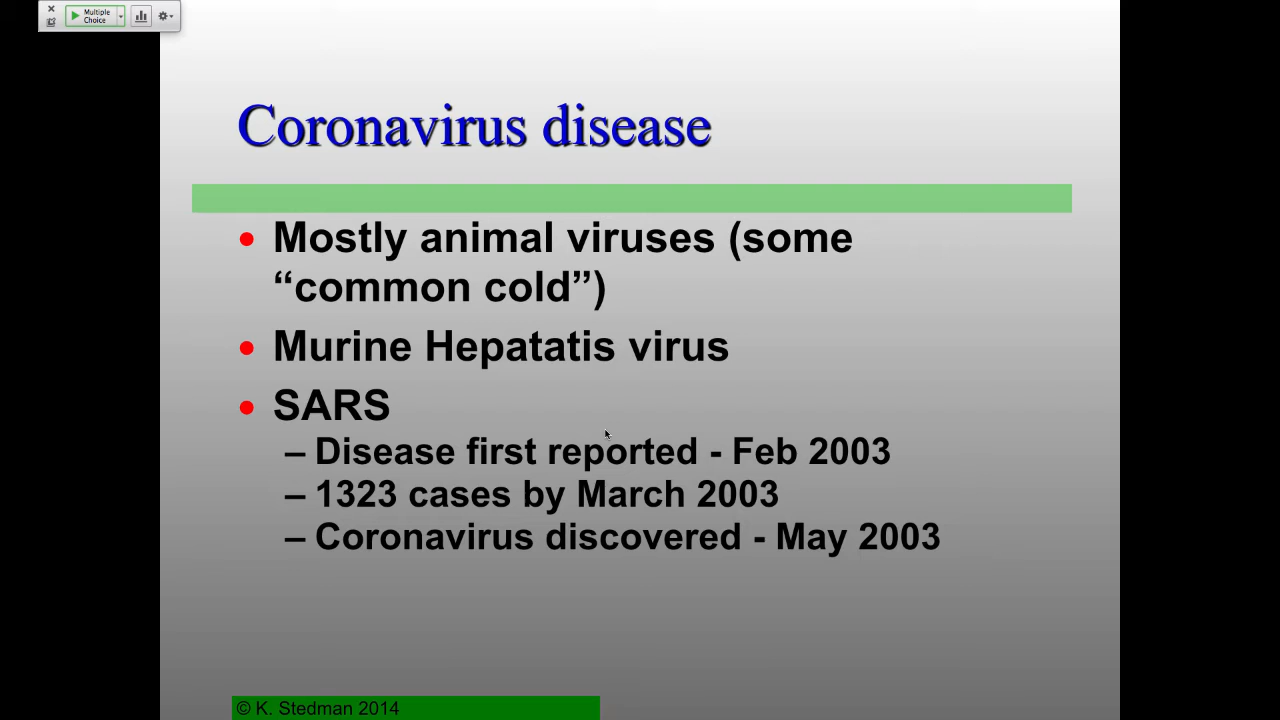 Multiple
Choice
Coronavirus disease
• Mostly animal viruses (some
“common cold”)
• Murine Hepatatis virus
• SARS
– Disease first reported - Feb 2003
– 1323 cases by March 2003
– Coronavirus discovered - May 2003
© K. Stedman 2014